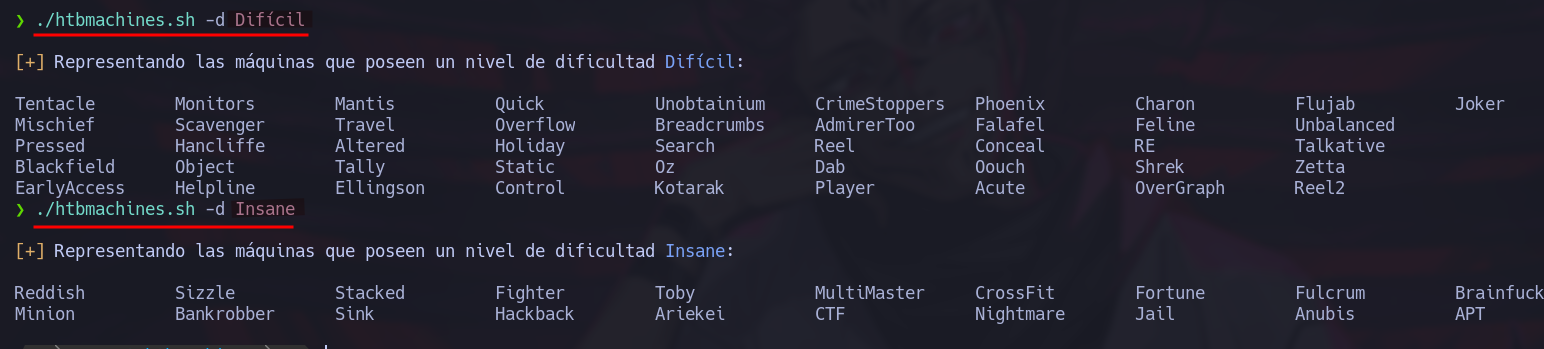 ❯ ./htbmachines.sh -d Difícil
[+] Representando las máquinas que poseen un nivel de dificultad Difícil:
Tentacle Monitors Mantis Quick Unobtainium CrimeStoppers Phoenix Charon Flujab Joker
Mischief Scavenger Travel Overflow Breadcrumbs AdmirerToo Falafel Feline Unbalanced
Pressed Hancliffe Altered Holiday Search Reel Conceal RE Talkative
Blackfield Object Tally Static Oz Dab Oouch Shrek Zetta
EarlyAccess Helpline Ellingson Control Kotarak Player Acute OverGraph Reel2
❯ ./htbmachines.sh -d Insane
[+] Representando las máquinas que poseen un nivel de dificultad Insane:
Reddish Sizzle Stacked Fighter Toby MultiMaster CrossFit Fortune Fulcrum Brainfuck
Minion Bankrobber Sink Hackback Ariekei CTF Nightmare Jail Anubis APT